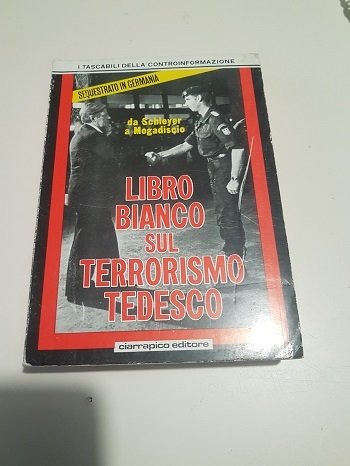 I TASCABILI DELLA CONTROINFORMAZIONE
SEQUESTRATO IN GERMANIA
da Schleyer
a Mogadiscio
LIBRO
BIANCO
SUL
TERRORISMO
TEDESCO
ciarrapico editore